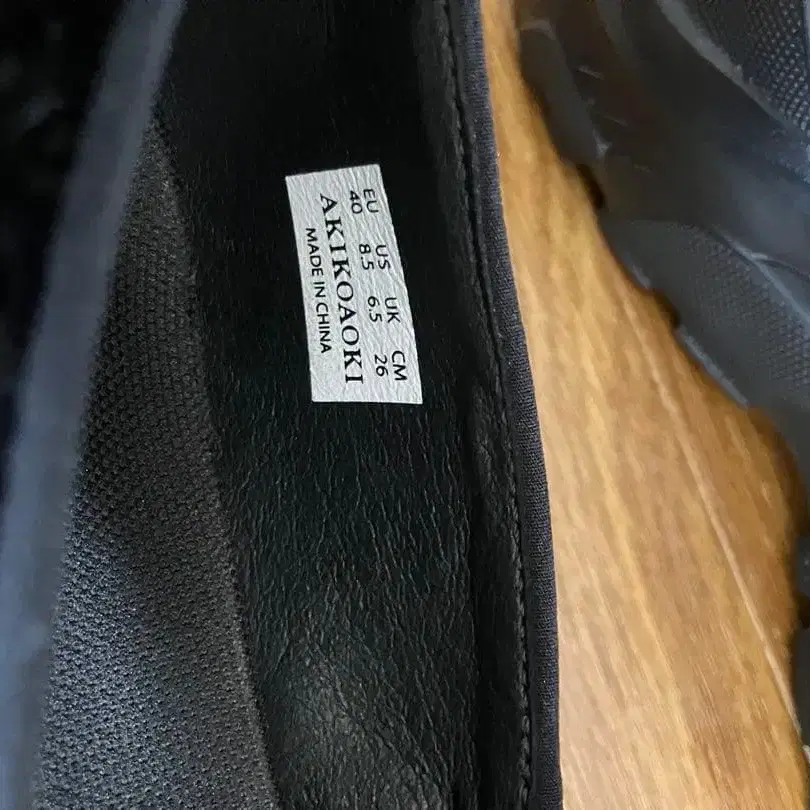 EU US UK CM
40 8.5 6.5 26
AKIKOAOKI
MADE IN CHINA